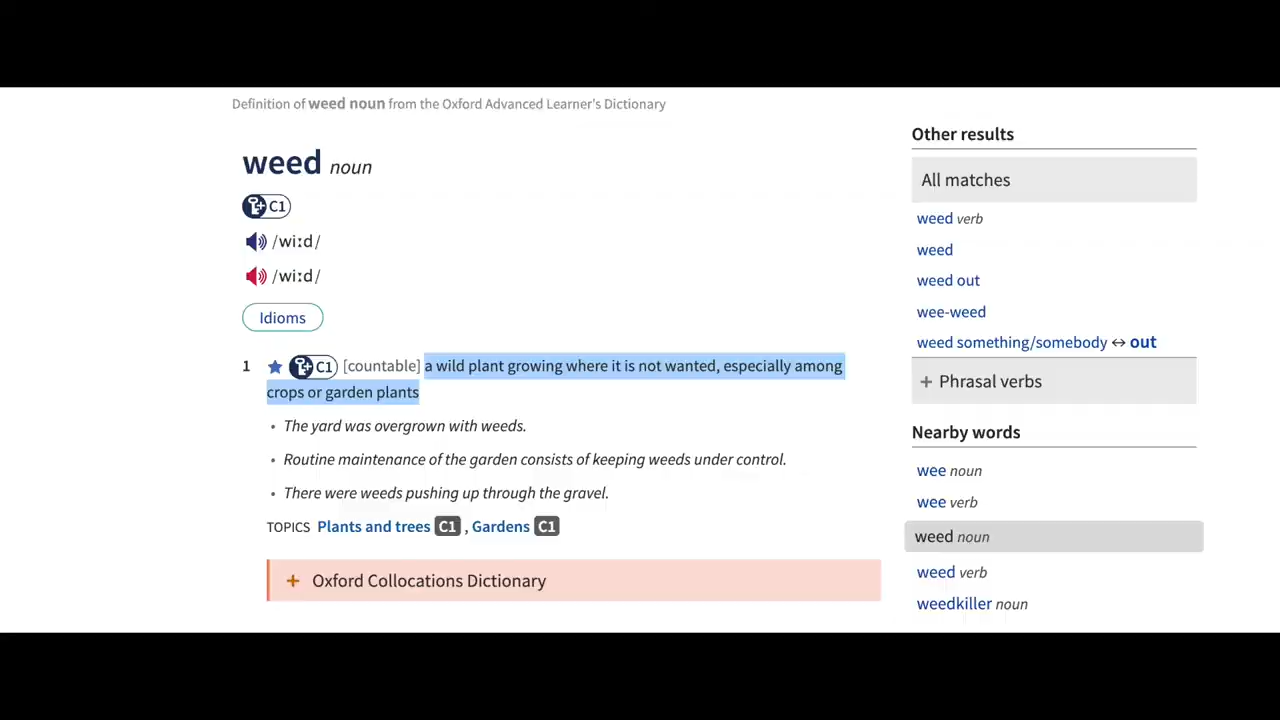 Definition of weed noun from the Oxford Advanced Learner's Dictionary
weed noun
C1
/wiːd/
/wiːd/
Idioms
1 C1 [countable] a wild plant growing where it is not wanted, especially among
crops or garden plants
• The yard was overgrown with weeds.
• Routine maintenance of the garden consists of keeping weeds under control.
• There were weeds pushing up through the gravel.
TOPICS Plants and trees C1 , Gardens C1
+ Oxford Collocations Dictionary
Other results
All matches
weed verb
weed
weed out
wee-weed
weed something/somebody ↔ out
+ Phrasal verbs
Nearby words
wee noun
wee verb
weed noun
weed verb
weedkiller noun